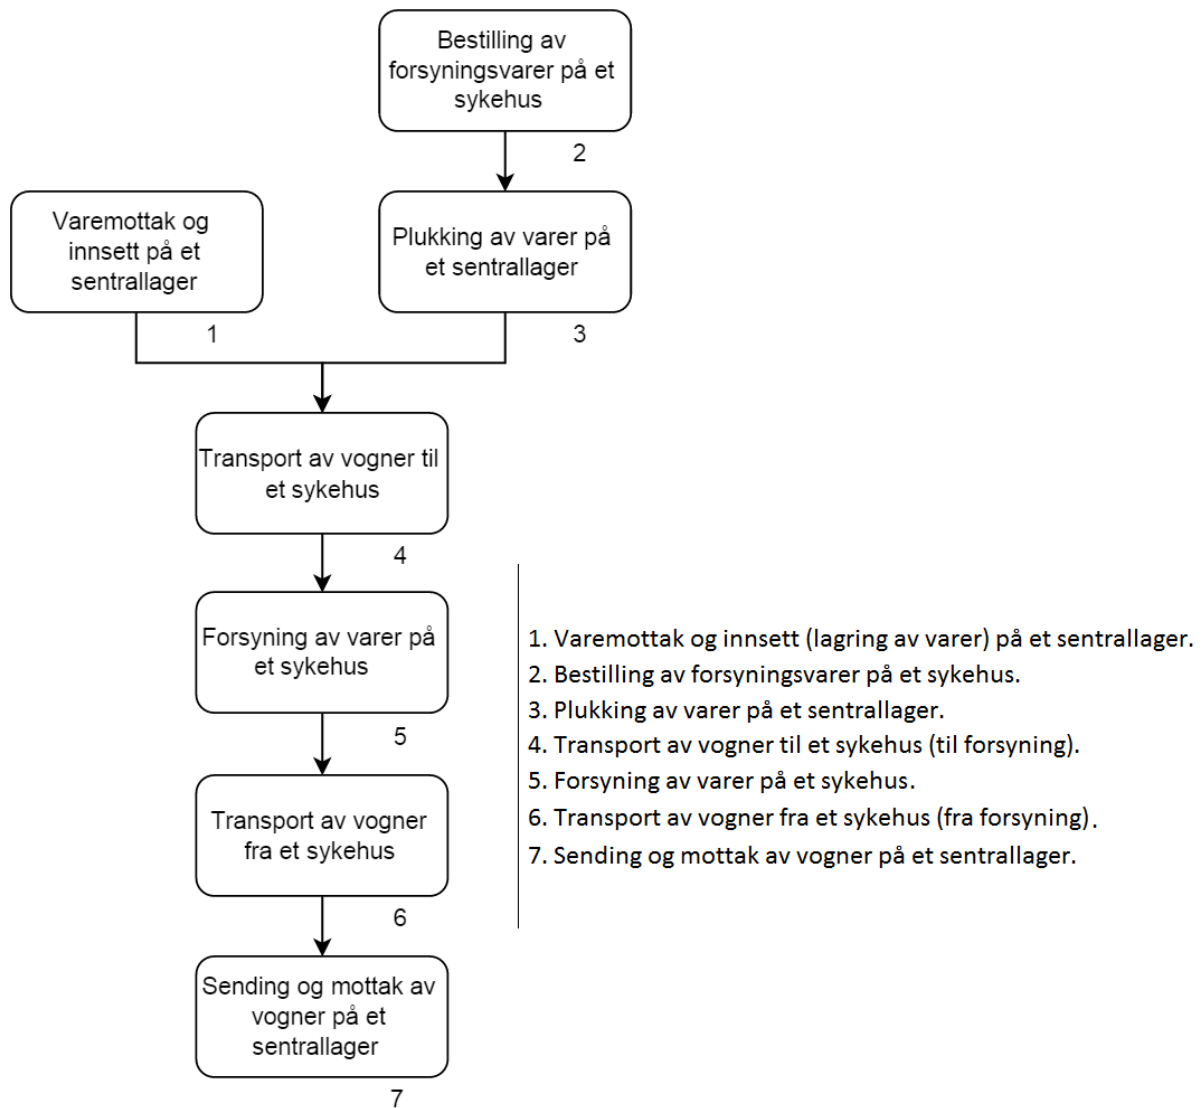 Bestilling av
forsyningsvarer på et
sykehus
2
Varemottak og
innsett på et
sentrallager
1
Plukking av varer på
et sentrallager
3
Transport av vogner til
et sykehus
4
Forsyning av varer på
et sykehus
5
Transport av vogner
fra et sykehus
6
Sending og mottak av
vogner på et
sentrallager
7
1. Varemottak og innsett (lagring av varer) på et sentrallager.
2. Bestilling av forsyningsvarer på et sykehus.
3. Plukking av varer på et sentrallager.
4. Transport av vogner til et sykehus (til forsyning).
5. Forsyning av varer på et sykehus.
6. Transport av vogner fra et sykehus (fra forsyning).
7. Sending og mottak av vogner på et sentrallager.